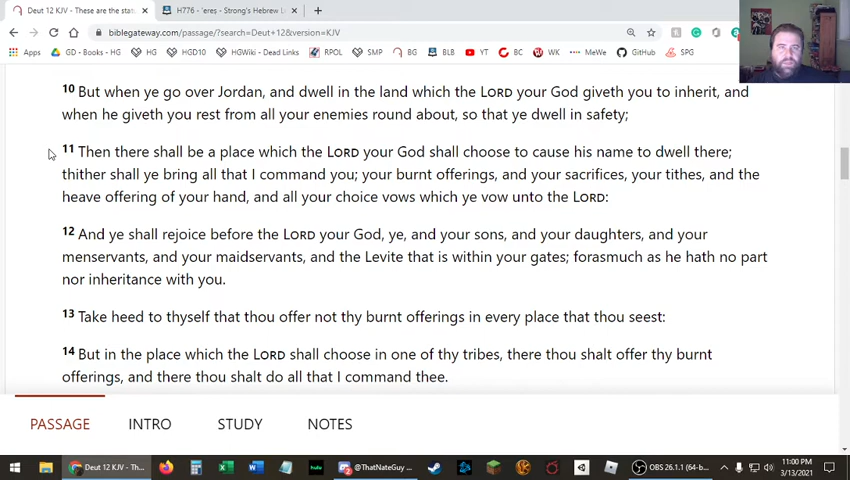 Deut 12 KJV - These are the stat
H776 - 'eres - Strong's Hebrew L
biblegateway.com/passage/?search=Deut+12&version=KJV
Apps GD - Books - HG HG HGD10 HGWiki - Dead Links RPOL SMP BG BLB YT BC WK MeWe GitHub SPG
10 But when ye go over Jordan, and dwell in the land which the LORD your God giveth you to inherit, and
when he giveth you rest from all your enemies round about, so that ye dwell in safety;
11 Then there shall be a place which the LORD your God shall choose to cause his name to dwell there;
thither shall ye bring all that I command you; your burnt offerings, and your sacrifices, your tithes, and the
heave offering of your hand, and all your choice vows which ye vow unto the LORD:
12 And ye shall rejoice before the LORD your God, ye, and your sons, and your daughters, and your
menservants, and your maidservants, and the Levite that is within your gates; forasmuch as he hath no part
nor inheritance with you.
13 Take heed to thyself that thou offer not thy burnt offerings in every place that thou seest:
14 But in the place which the LORD shall choose in one of thy tribes, there thou shalt offer thy burnt
offerings, and there thou shalt do all that I command thee.
PASSAGE INTRO STUDY NOTES
Deut 12 KJV - Th... @ThatNateGuy ... OBS 26.1.1 (64-b...
11:00 PM
3/13/2021